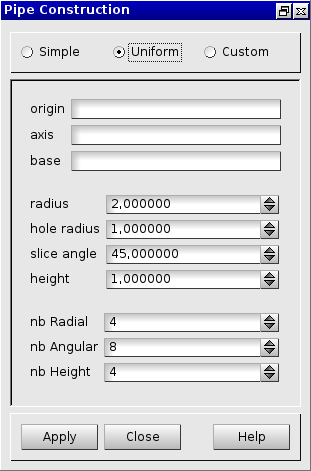 Pipe Construction
Simple Uniform Custom
origin
axis
base
radius 2,000000
hole radius 1,000000
slice angle 45,000000
height 1,000000
nb Radial 4
nb Angular 8
nb Height 4
Apply Close Help